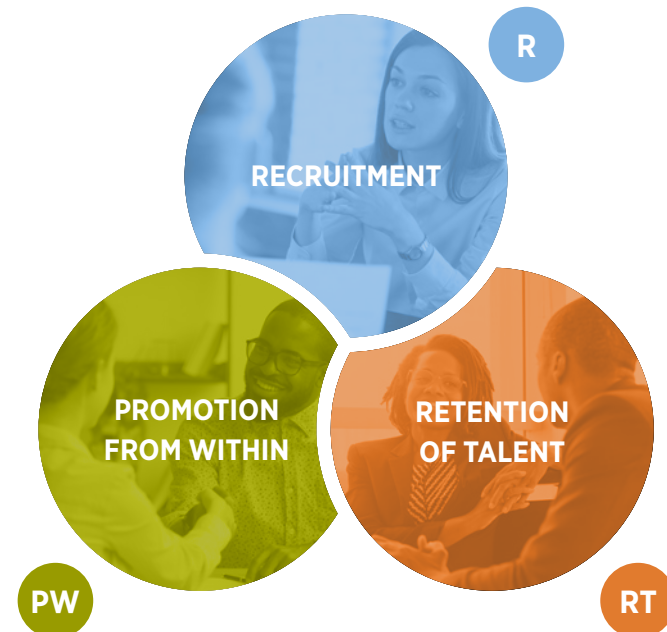 R
RECRUITMENT
PROMOTION
FROM WITHIN
RETENTION
OF TALENT
PW
RT